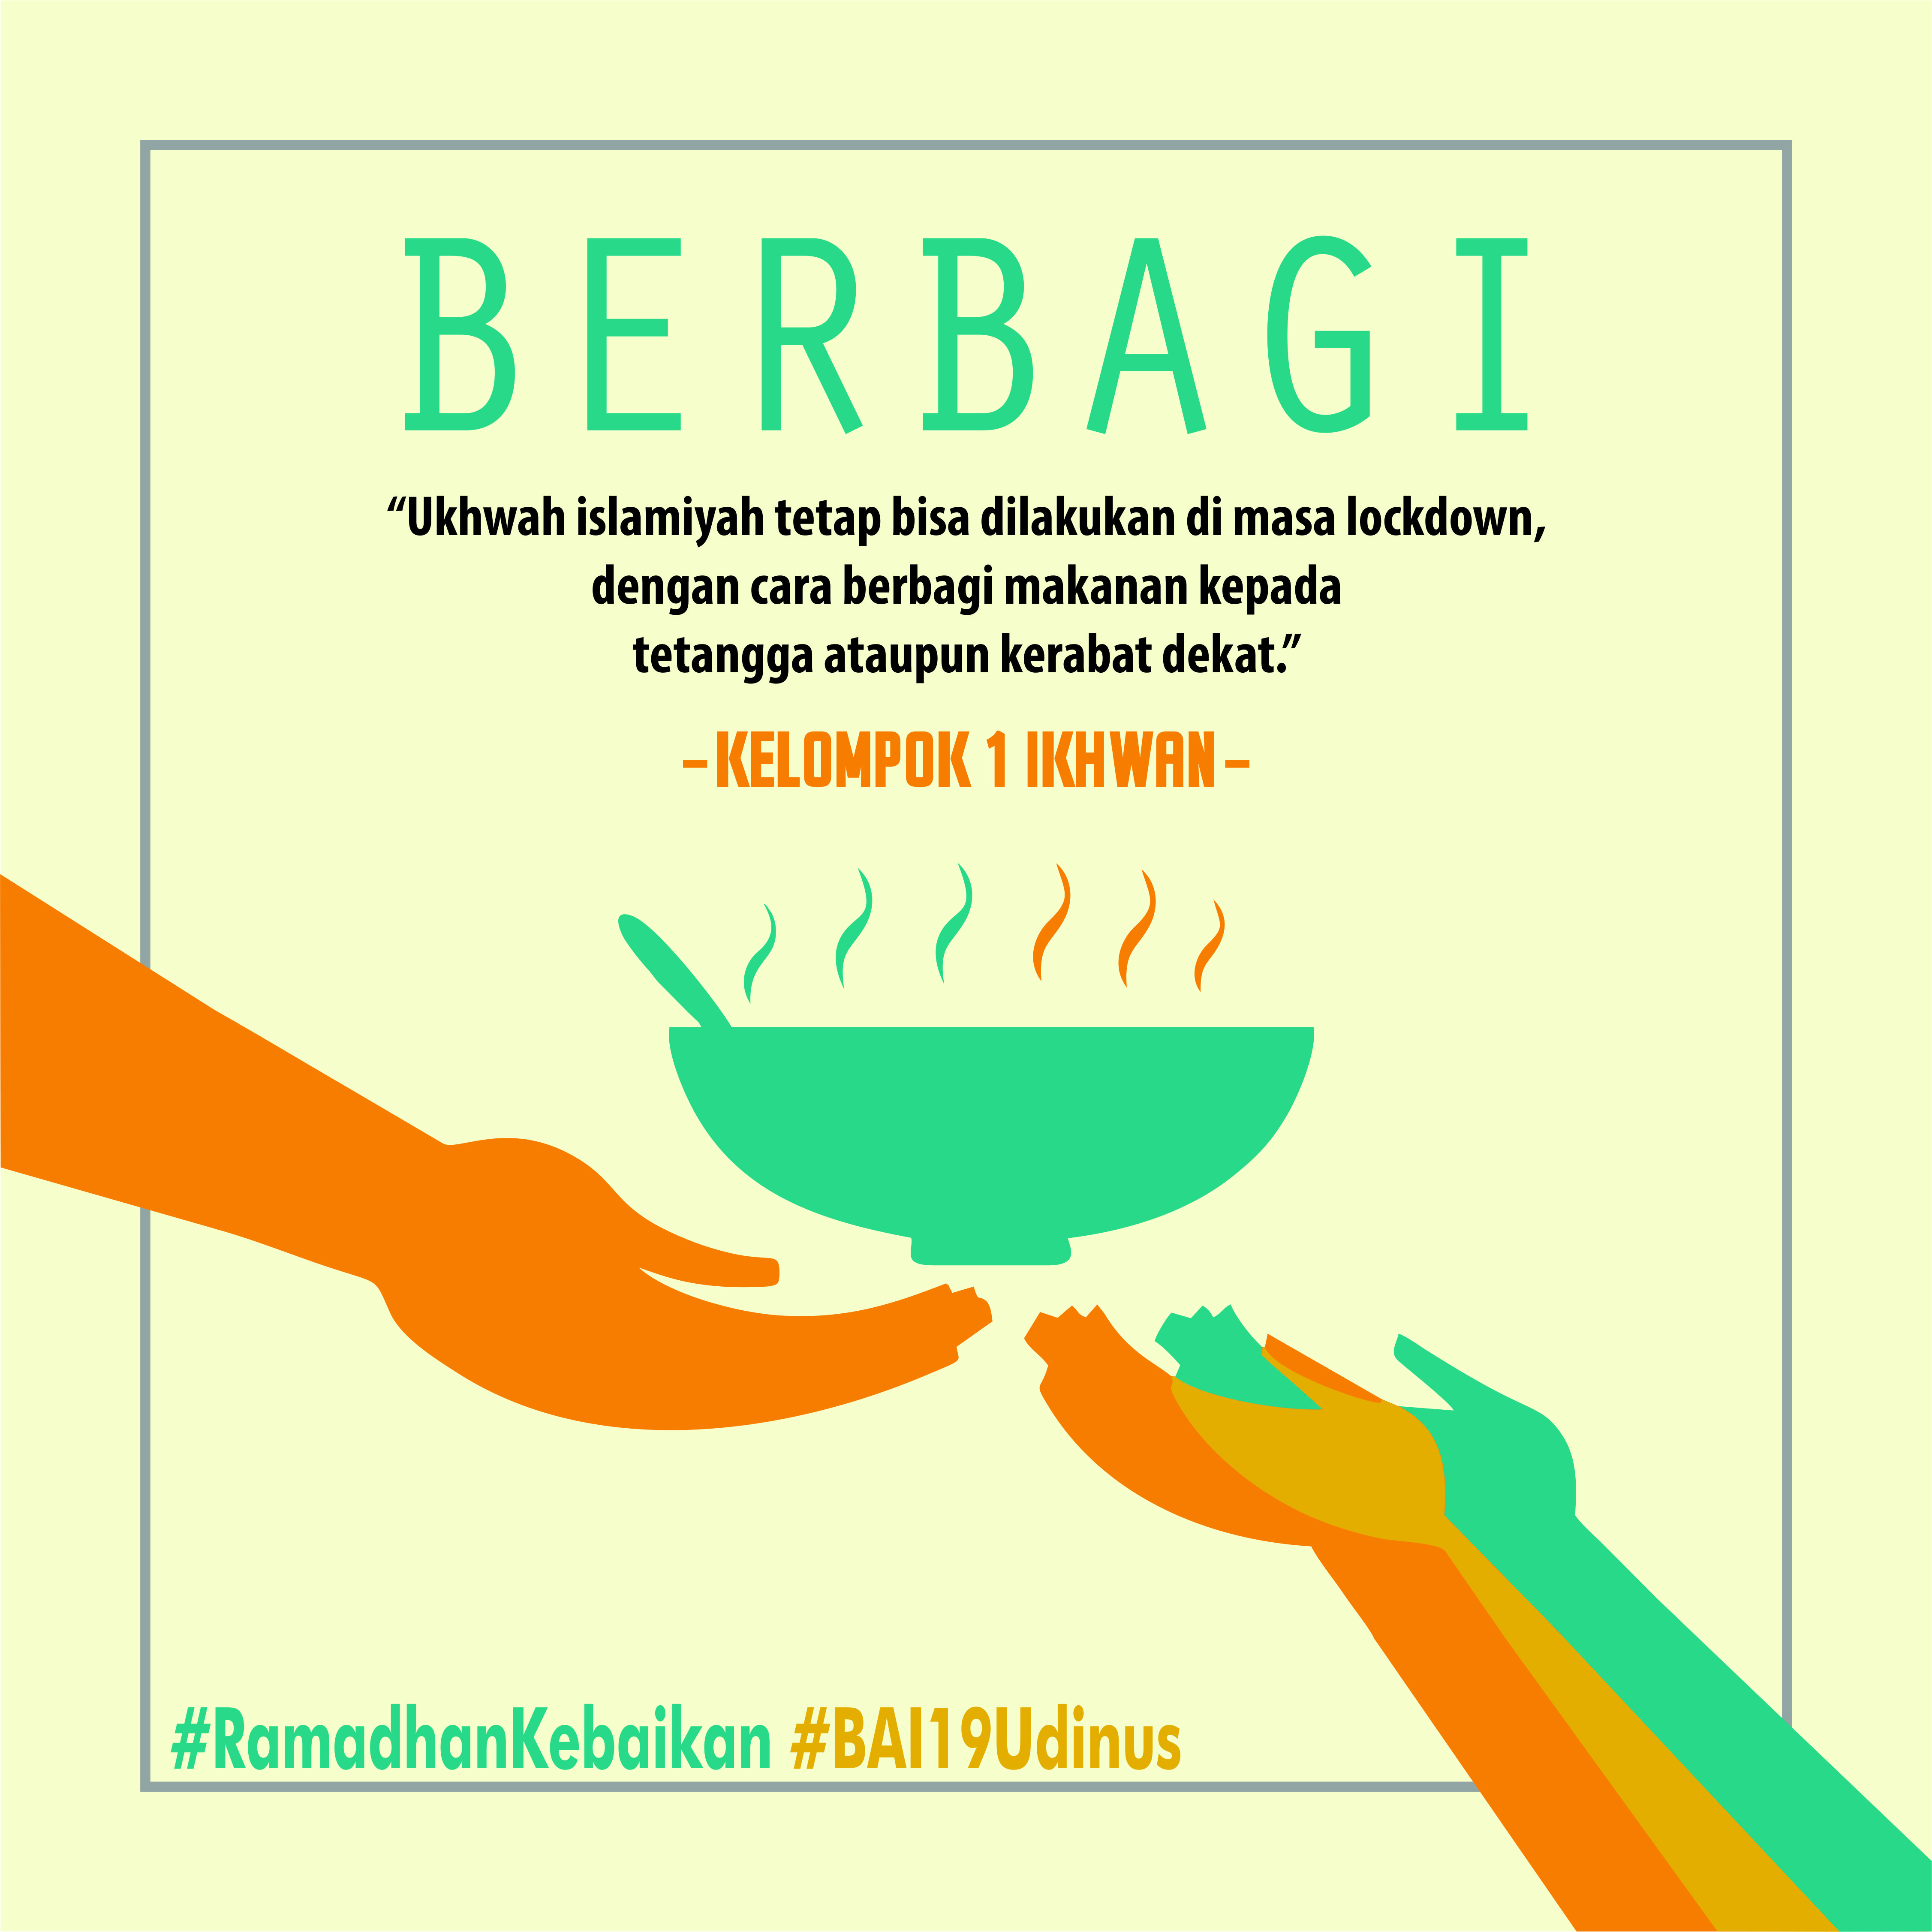 BERBAGI
“Ukhwah islamiyah tetap bisa dilakukan di masa lockdown,
dengan cara berbagi makanan kepada
tetangga ataupun kerabat dekat.”
–KELOMPOK 1 IKHWAN–
#RamadhanKebaikan #BAI19Udinus